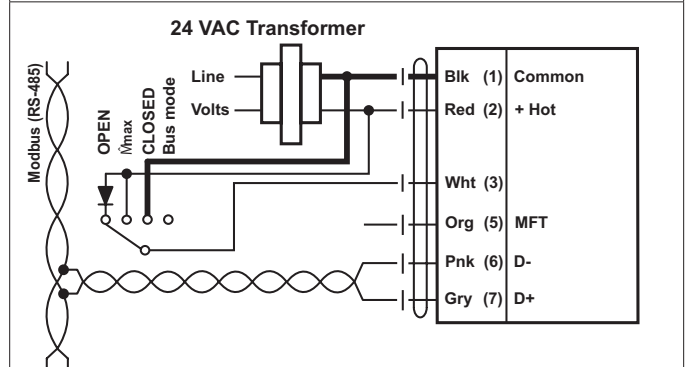 24 VAC Transformer
Modbus (RS-485)
OPEN
V̂max
CLOSED
Bus mode
Line
Volts
Blk (1) Common
Red (2) + Hot
Wht (3)
Org (5) MFT
Pnk (6) D-
Gry (7) D+